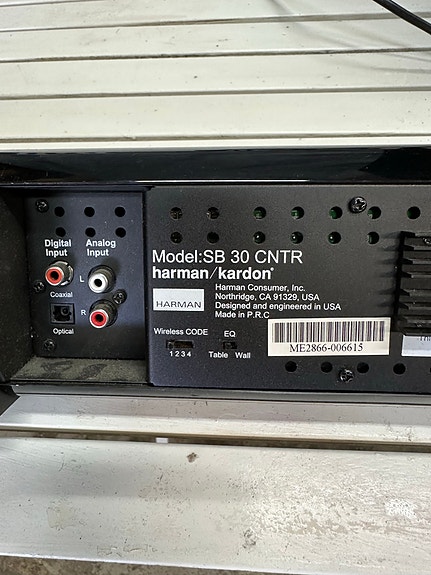 Digital Input
Analog Input
L
Coaxial
R
Optical
Model:SB 30 CNTR
harman/kardon®
HARMAN
Harman Consumer, Inc.
Northridge, CA 91329, USA
Designed and engineered in USA
Made in P.R.C
Wireless CODE
1 2 3 4
EQ
Table Wall
ME2866-006615